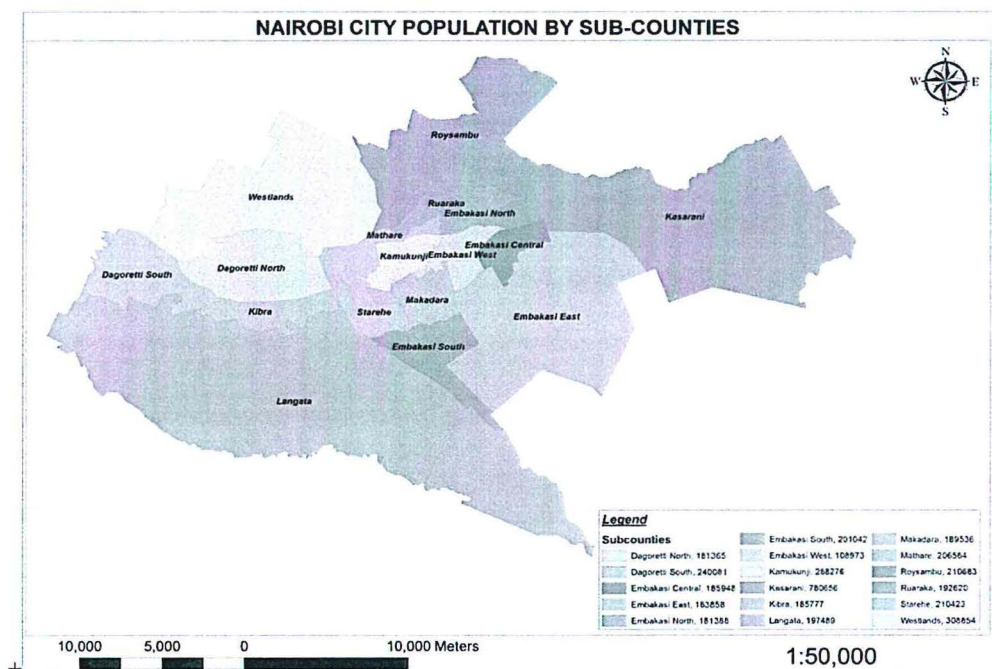 NAIROBI CITY POPULATION BY SUB-COUNTIES
N
W E
S
Roysambu
Westlands
Ruaraka
Kasarani
Embakasi North
Mathare
Embakasi Central
Kamukunji
Embakasi West
Dagoretti South
Dagoretti North
Makadara
Kibra
Starehe
Embakasi East
Embakasi South
Langata
Legend
Subcounties
Dagoretti North, 181365
Dagoretti South, 240081
Embakasi Central, 185948
Embakasi East, 163858
Embakasi North, 181388
Embakasi South, 201042
Embakasi West, 108973
Kamukunji, 268276
Kasarani, 780656
Kibra, 185777
Langata, 197489
Makadara, 189536
Mathare, 206564
Roysambu, 210683
Ruaraka, 192620
Starehe, 210423
Westlands, 308854
10,000 5,000 0 10,000 Meters
1:50,000